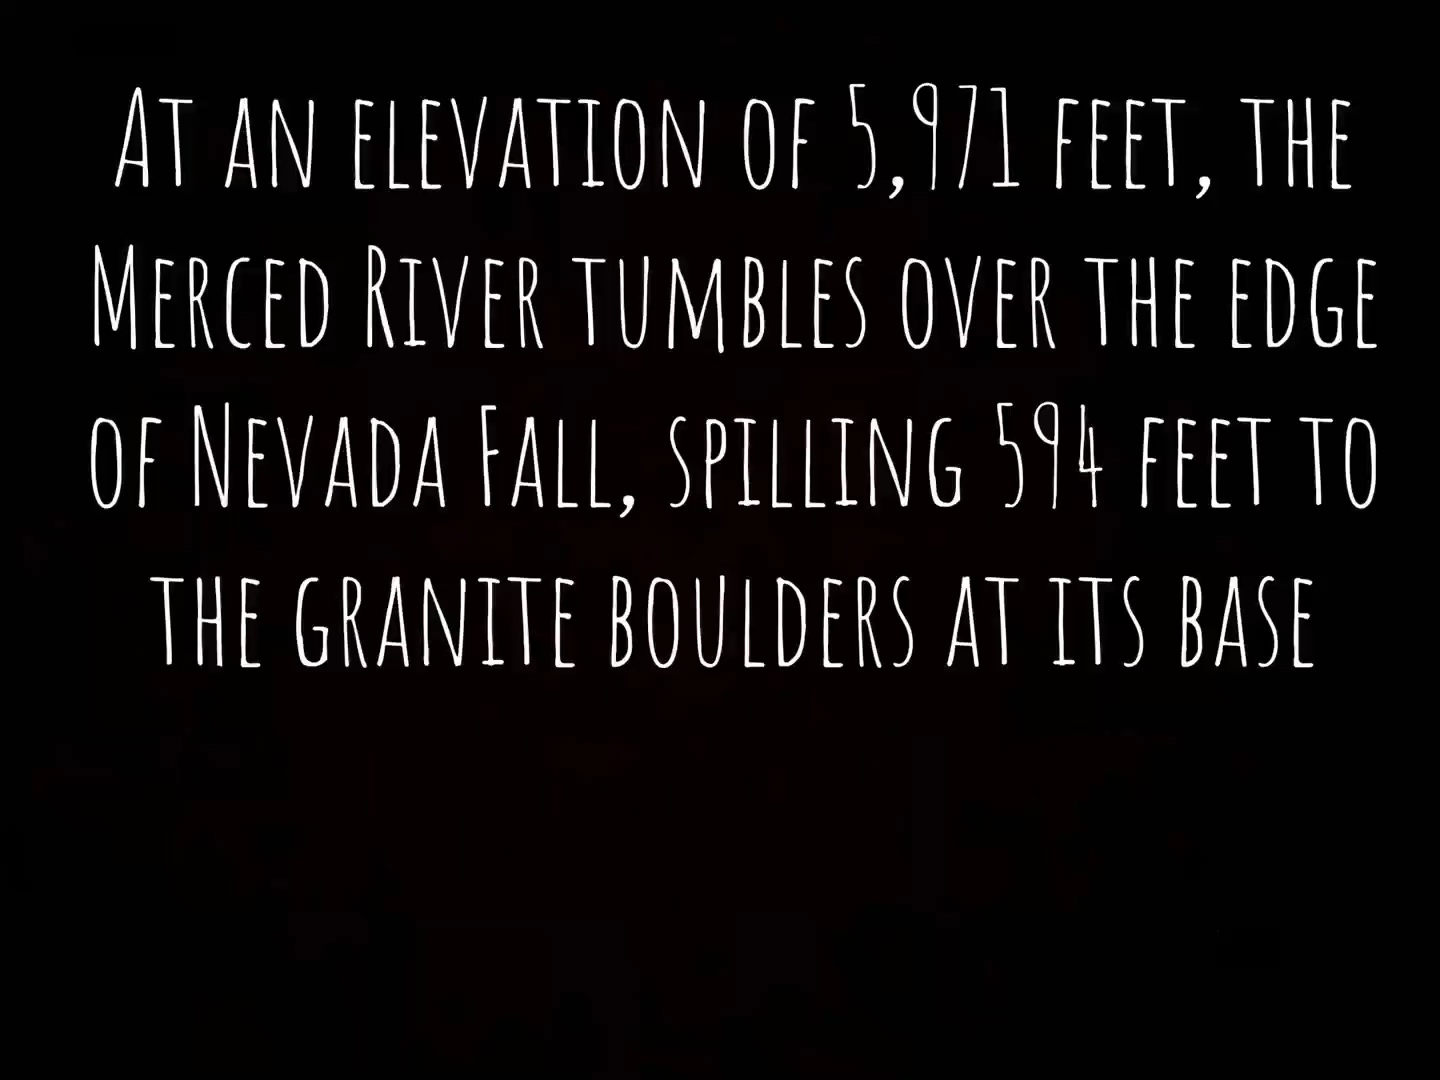 At an elevation of 5,971 feet, the
Merced River tumbles over the edge
of Nevada Fall, spilling 594 feet to
the granite boulders at its base